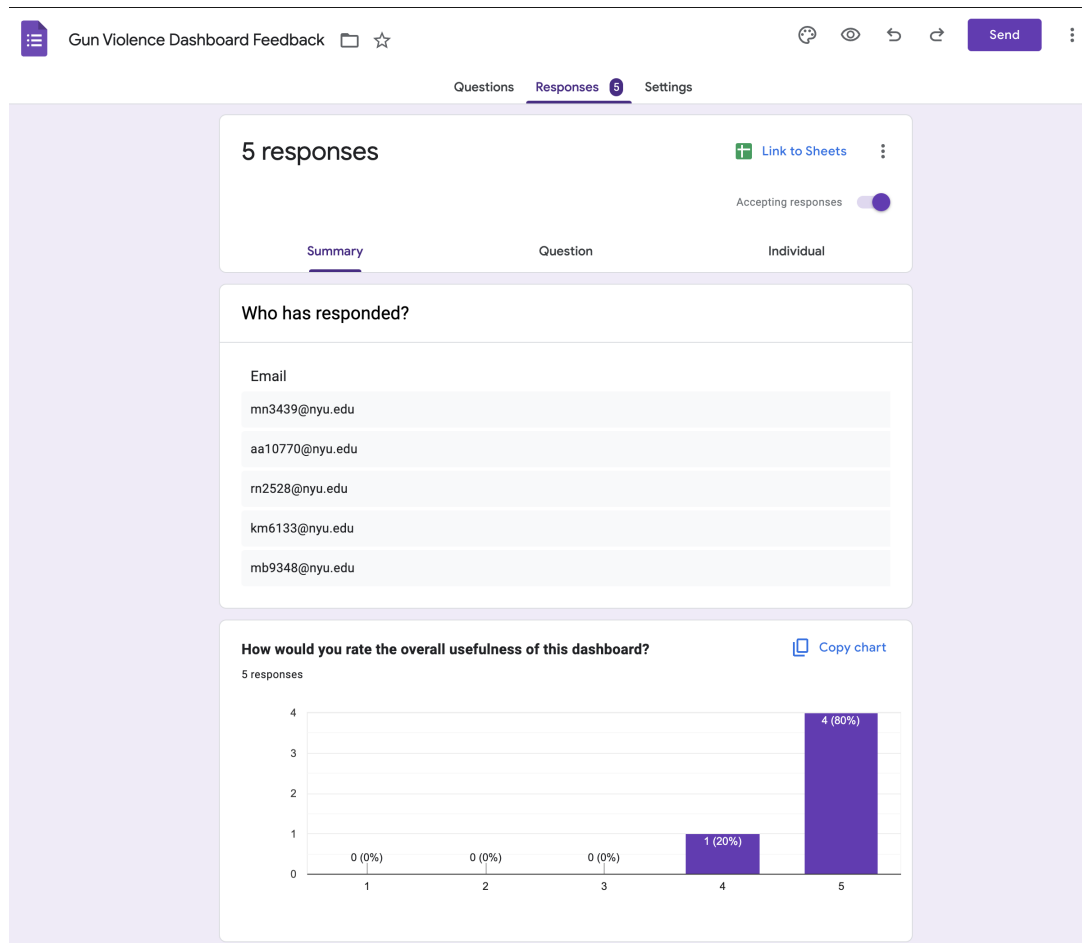 Gun Violence Dashboard Feedback
Send
Questions Responses 5 Settings
5 responses
Link to Sheets
Accepting responses
Summary Question Individual
Who has responded?
Email
mn3439@nyu.edu
aa10770@nyu.edu
rn2528@nyu.edu
km6133@nyu.edu
mb9348@nyu.edu
How would you rate the overall usefulness of this dashboard?
Copy chart
5 responses
4
3
2
1
0
0 (0%) 0 (0%) 0 (0%) 1 (20%) 4 (80%)
1 2 3 4 5